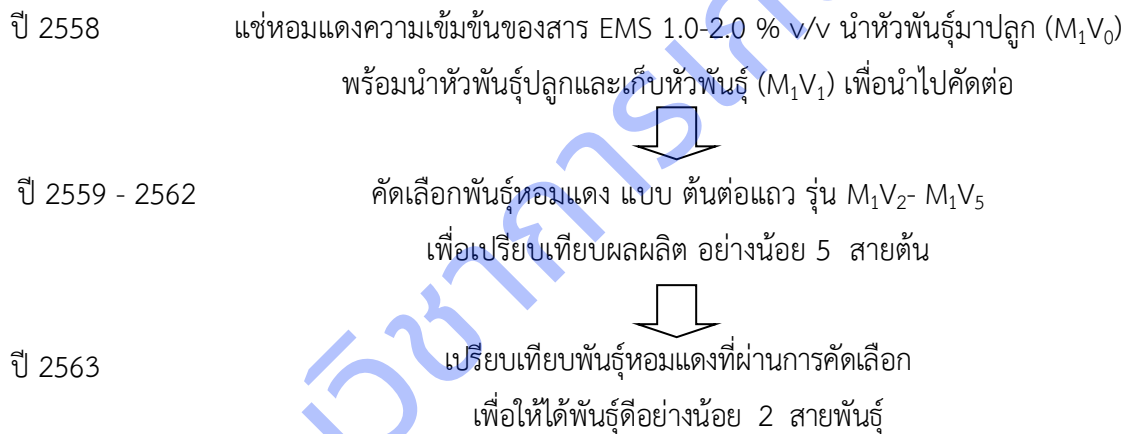 ปี 2558 แช่หอมแดงความเข้มข้นของสาร EMS 1.0-2.0 % v/v นำหัวพันธุ์มาปลูก (M₁V₀)
พร้อมนำหัวพันธุ์ปลูกและเก็บหัวพันธุ์ (M₁V₁) เพื่อนำไปคัดต่อ
ปี 2559 - 2562 คัดเลือกพันธุ์หอมแดง แบบ ต้นต่อแถว รุ่น M₁V₂- M₁V₅
เพื่อเปรียบเทียบผลผลิต อย่างน้อย 5 สายต้น
ปี 2563 เปรียบเทียบพันธุ์หอมแดงที่ผ่านการคัดเลือก
เพื่อให้ได้พันธุ์ดีอย่างน้อย 2 สายพันธุ์
วิชาการเก